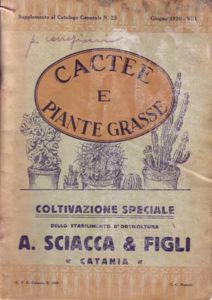 Supplemento al Catalogo Generale N. 23
Giugno 1930 - VIII
CACTEE
E
PIANTE GRASSE
COLTIVAZIONE SPECIALE
DELLO STABILIMENTO D'ORTICOLTURA
A. SCIACCA & FIGLI
CATANIA